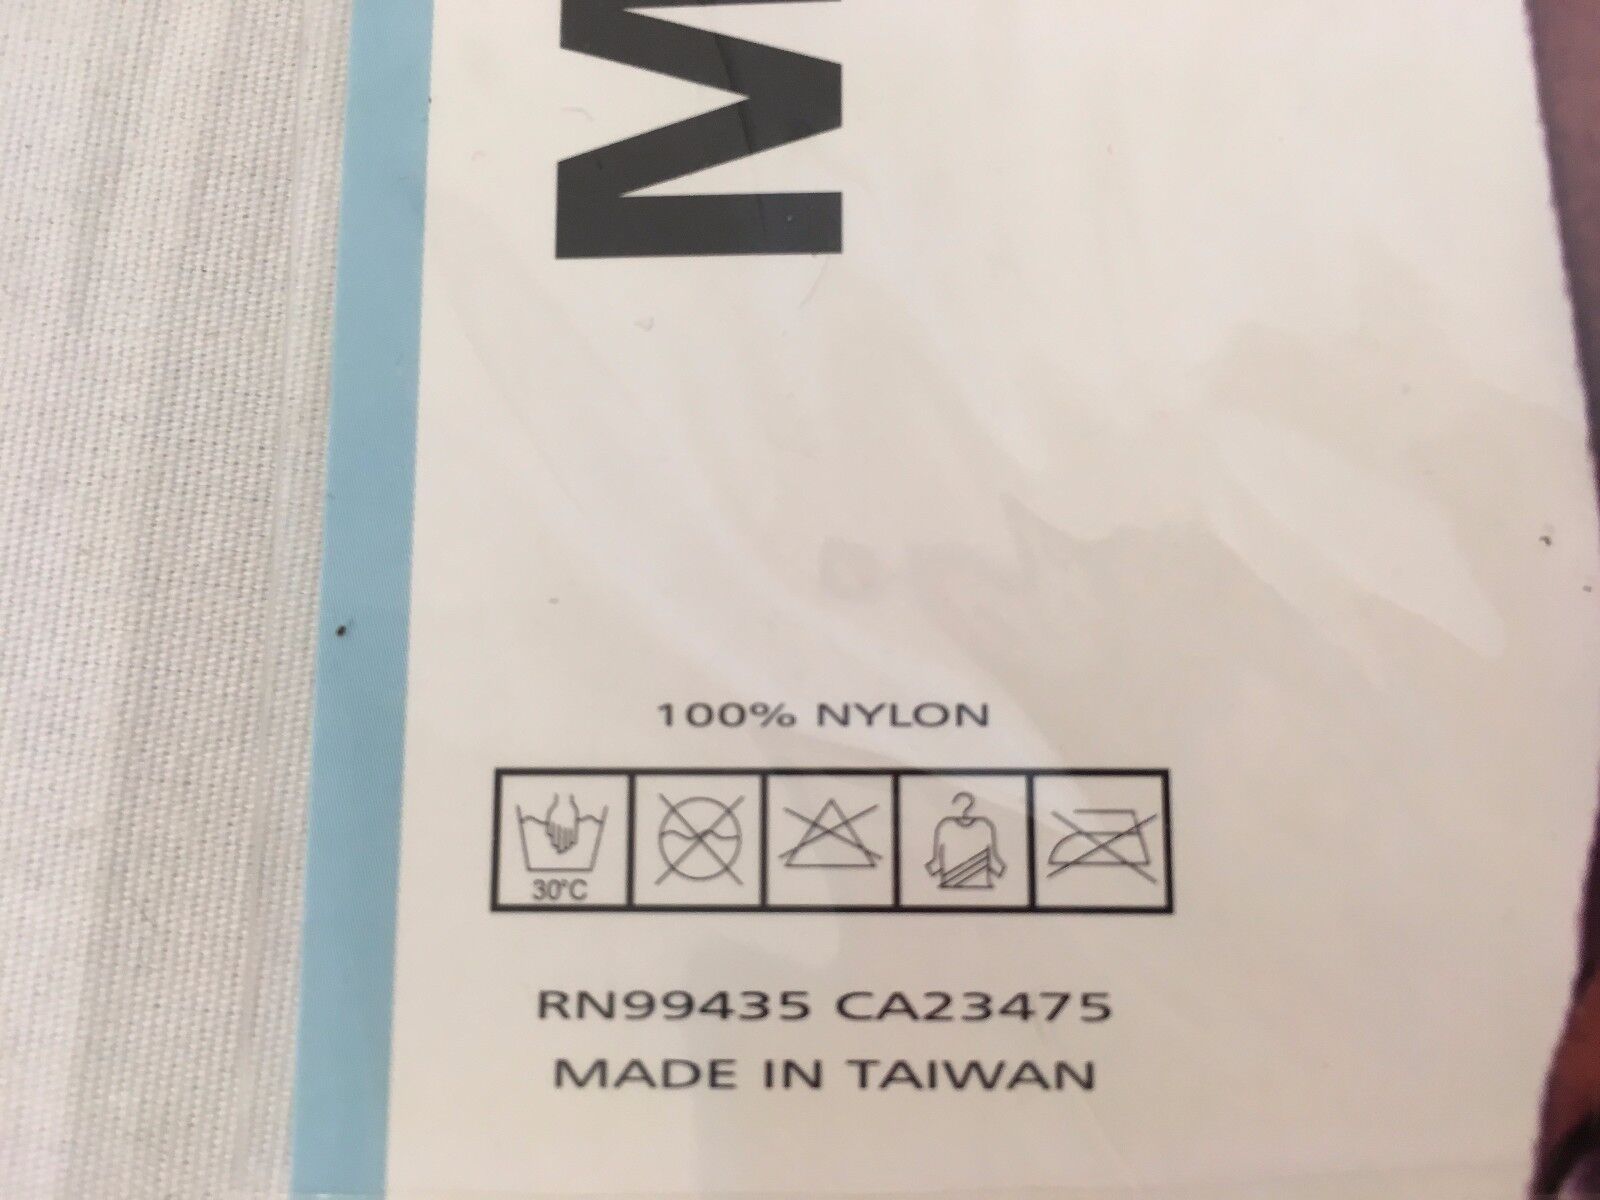 M
100% NYLON
30°C
RN99435 CA23475
MADE IN TAIWAN